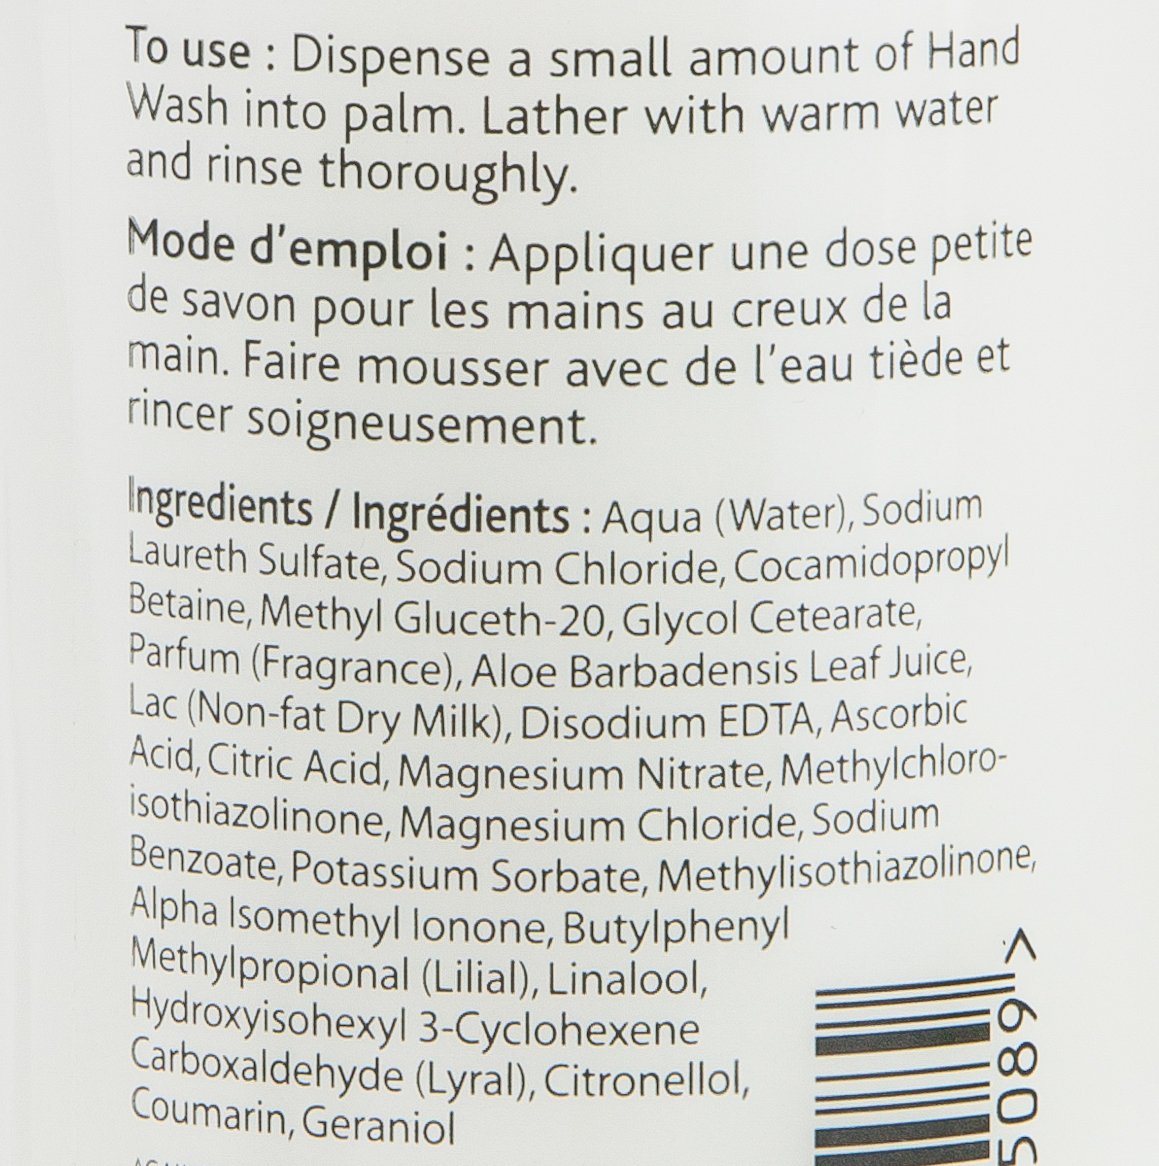 To use : Dispense a small amount of Hand
Wash into palm. Lather with warm water
and rinse thoroughly.
Mode d'emploi : Appliquer une dose petite
de savon pour les mains au creux de la
main. Faire mousser avec de l'eau tiède et
rincer soigneusement.
Ingredients / Ingrédients : Aqua (Water), Sodium
Laureth Sulfate, Sodium Chloride, Cocamidopropyl
Betaine, Methyl Gluceth-20, Glycol Cetearate,
Parfum (Fragrance), Aloe Barbadensis Leaf Juice,
Lac (Non-fat Dry Milk), Disodium EDTA, Ascorbic
Acid, Citric Acid, Magnesium Nitrate, Methylchloro-
isothiazolinone, Magnesium Chloride, Sodium
Benzoate, Potassium Sorbate, Methylisothiazolinone,
Alpha Isomethyl Ionone, Butylphenyl
Methylpropional (Lilial), Linalool,
Hydroxyisohexyl 3-Cyclohexene
Carboxaldehyde (Lyral), Citronellol,
Coumarin, Geraniol
5089>